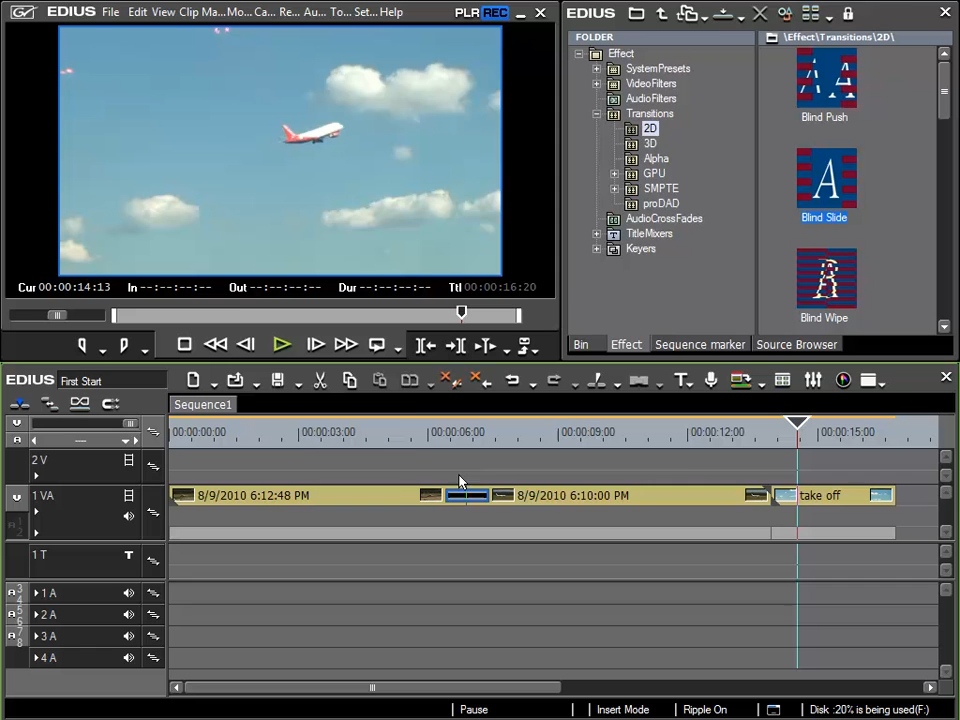 EDIUS File Edit View Clip Ma...Mo... Ca... Re... Au... To... Set...Help PLR REC
Cur 00:00:14:13 In --:--:--:-- Out --:--:--:-- Dur --:--:--:-- Ttl 00:00:16:20
EDIUS
FOLDER
Effect
SystemPresets
VideoFilters
AudioFilters
Transitions
2D
3D
Alpha
GPU
SMPTE
proDAD
AudioCrossFades
TitleMixers
Keyers
\Effect\Transitions\2D\
Blind Push
Blind Slide
Blind Wipe
Bin Effect Sequence marker Source Browser
EDIUS First Start
Sequence1
00:00:00:00 00:00:03:00 00:00:06:00 00:00:09:00 00:00:12:00 00:00:15:00
2 V
1 VA 8/9/2010 6:12:48 PM 8/9/2010 6:10:00 PM take off
1 T T
1 A
2 A
3 A
4 A
Pause Insert Mode Ripple On Disk :20% is being used(F:)